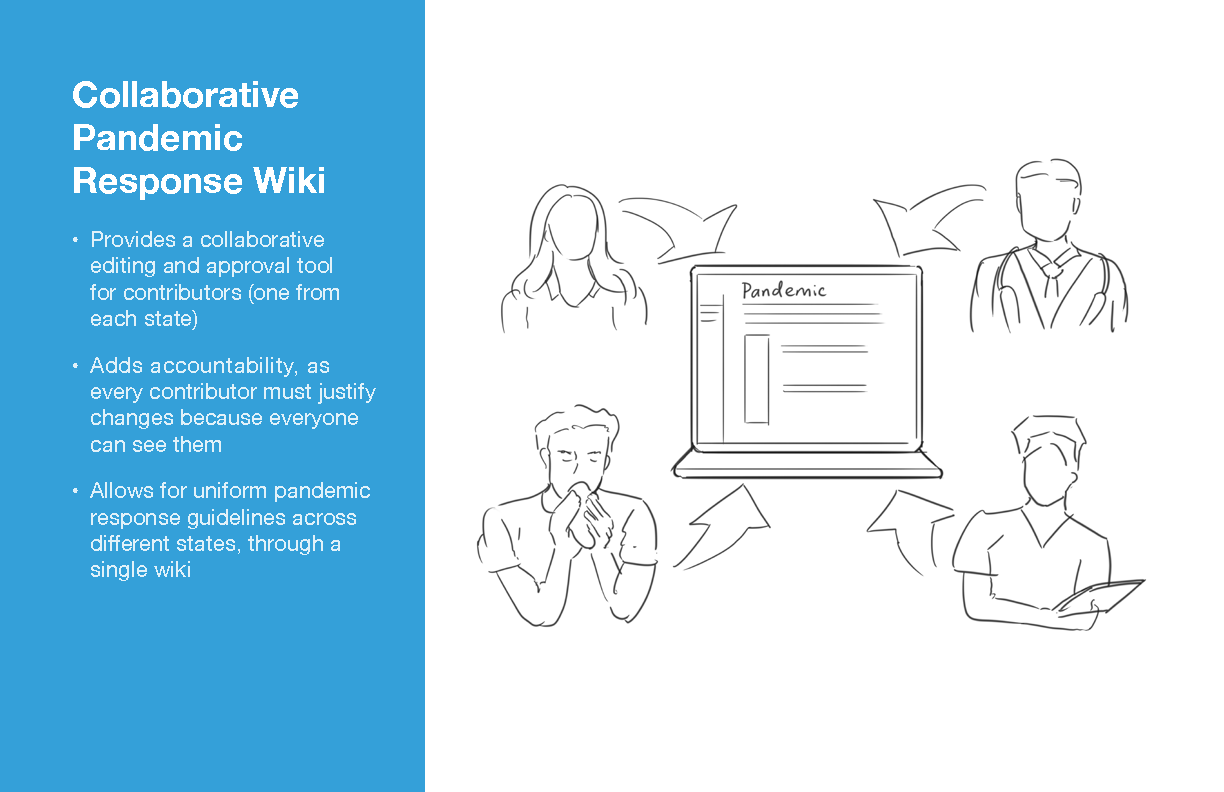 Collaborative
Pandemic
Response Wiki
• Provides a collaborative
editing and approval tool
for contributors (one from
each state)
• Adds accountability, as
every contributor must justify
changes because everyone
can see them
• Allows for uniform pandemic
response guidelines across
different states, through a
single wiki
Pandemic